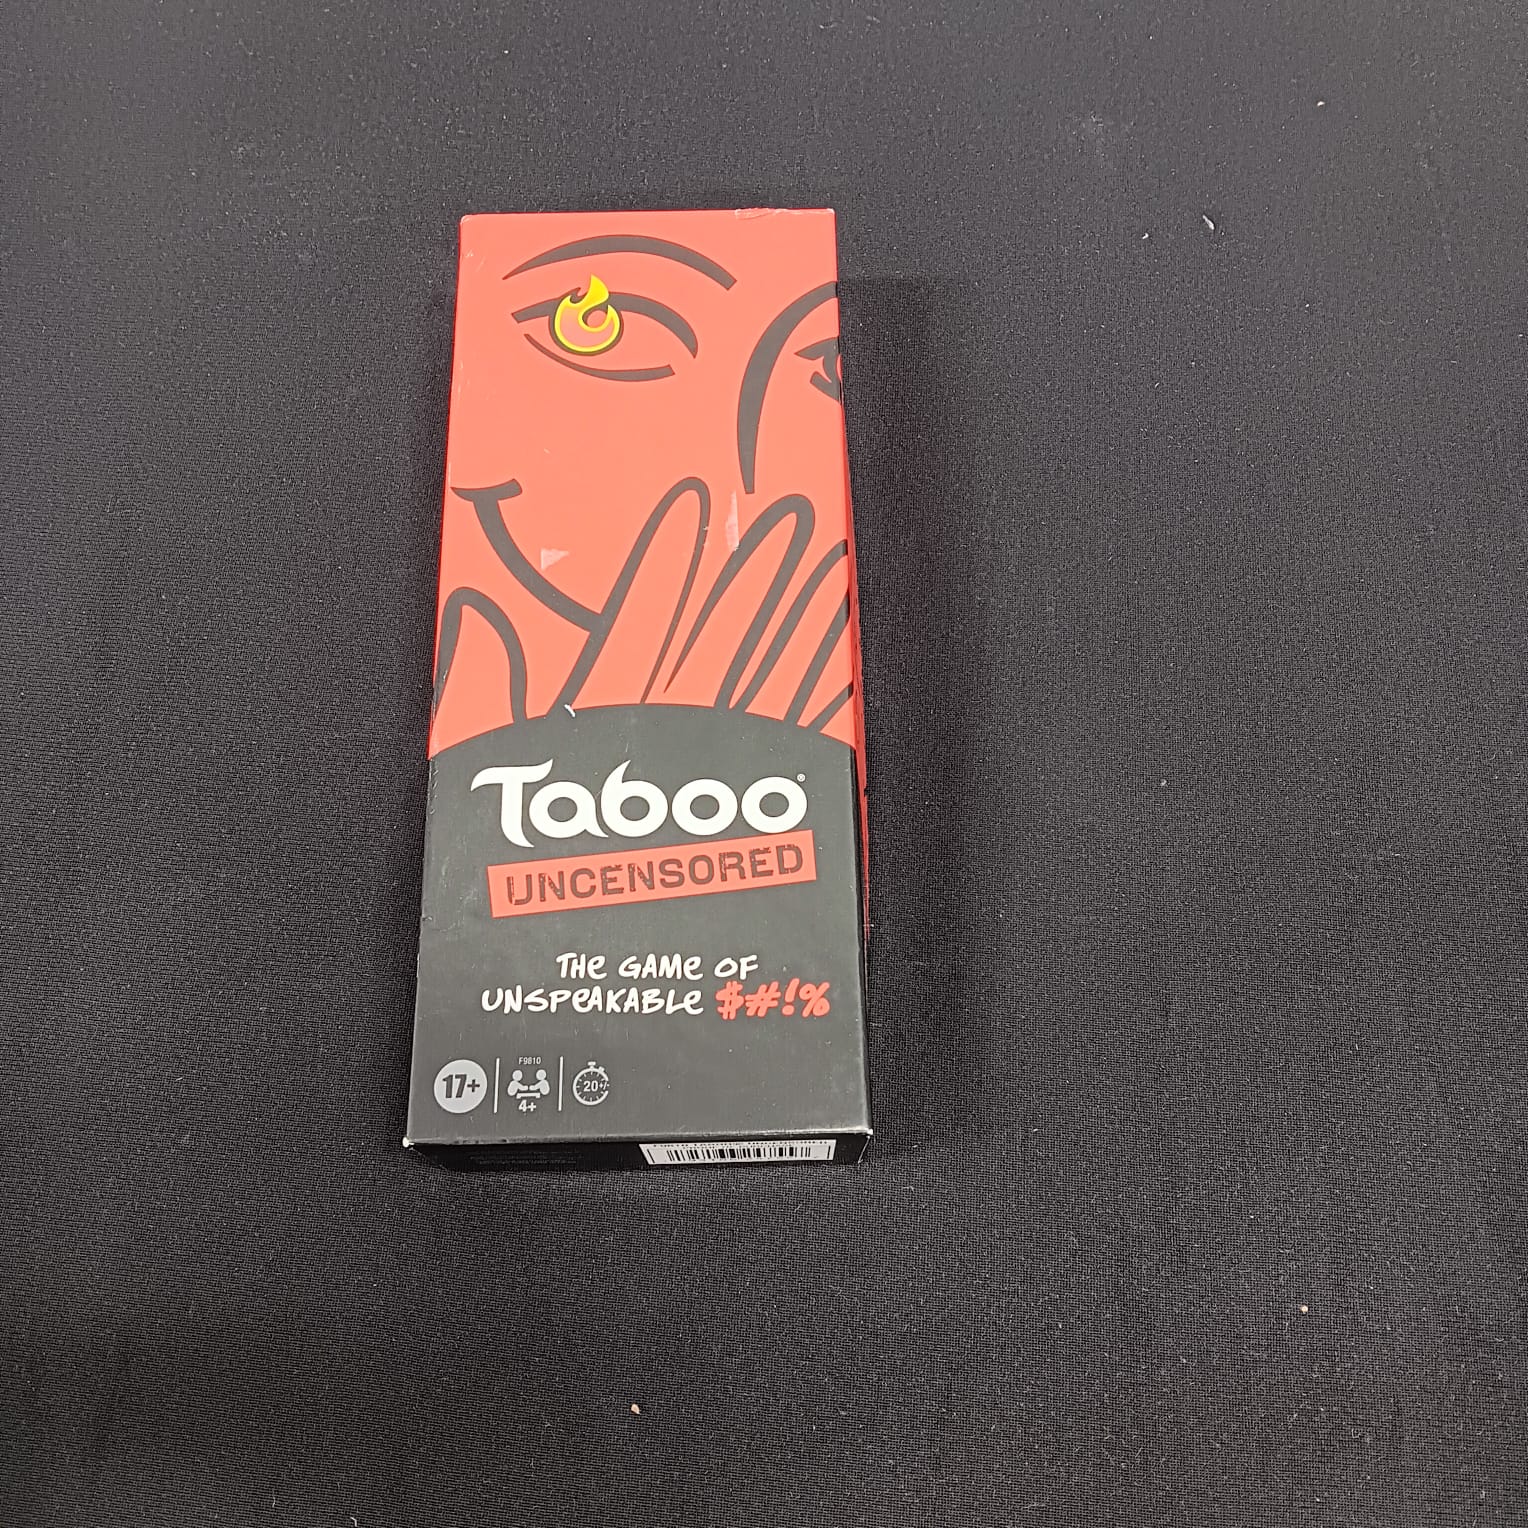 Taboo®
UNCENSORED
THE GAME OF
UNSPEAKABLE $#!%
17+
F9810
4+
20+/-